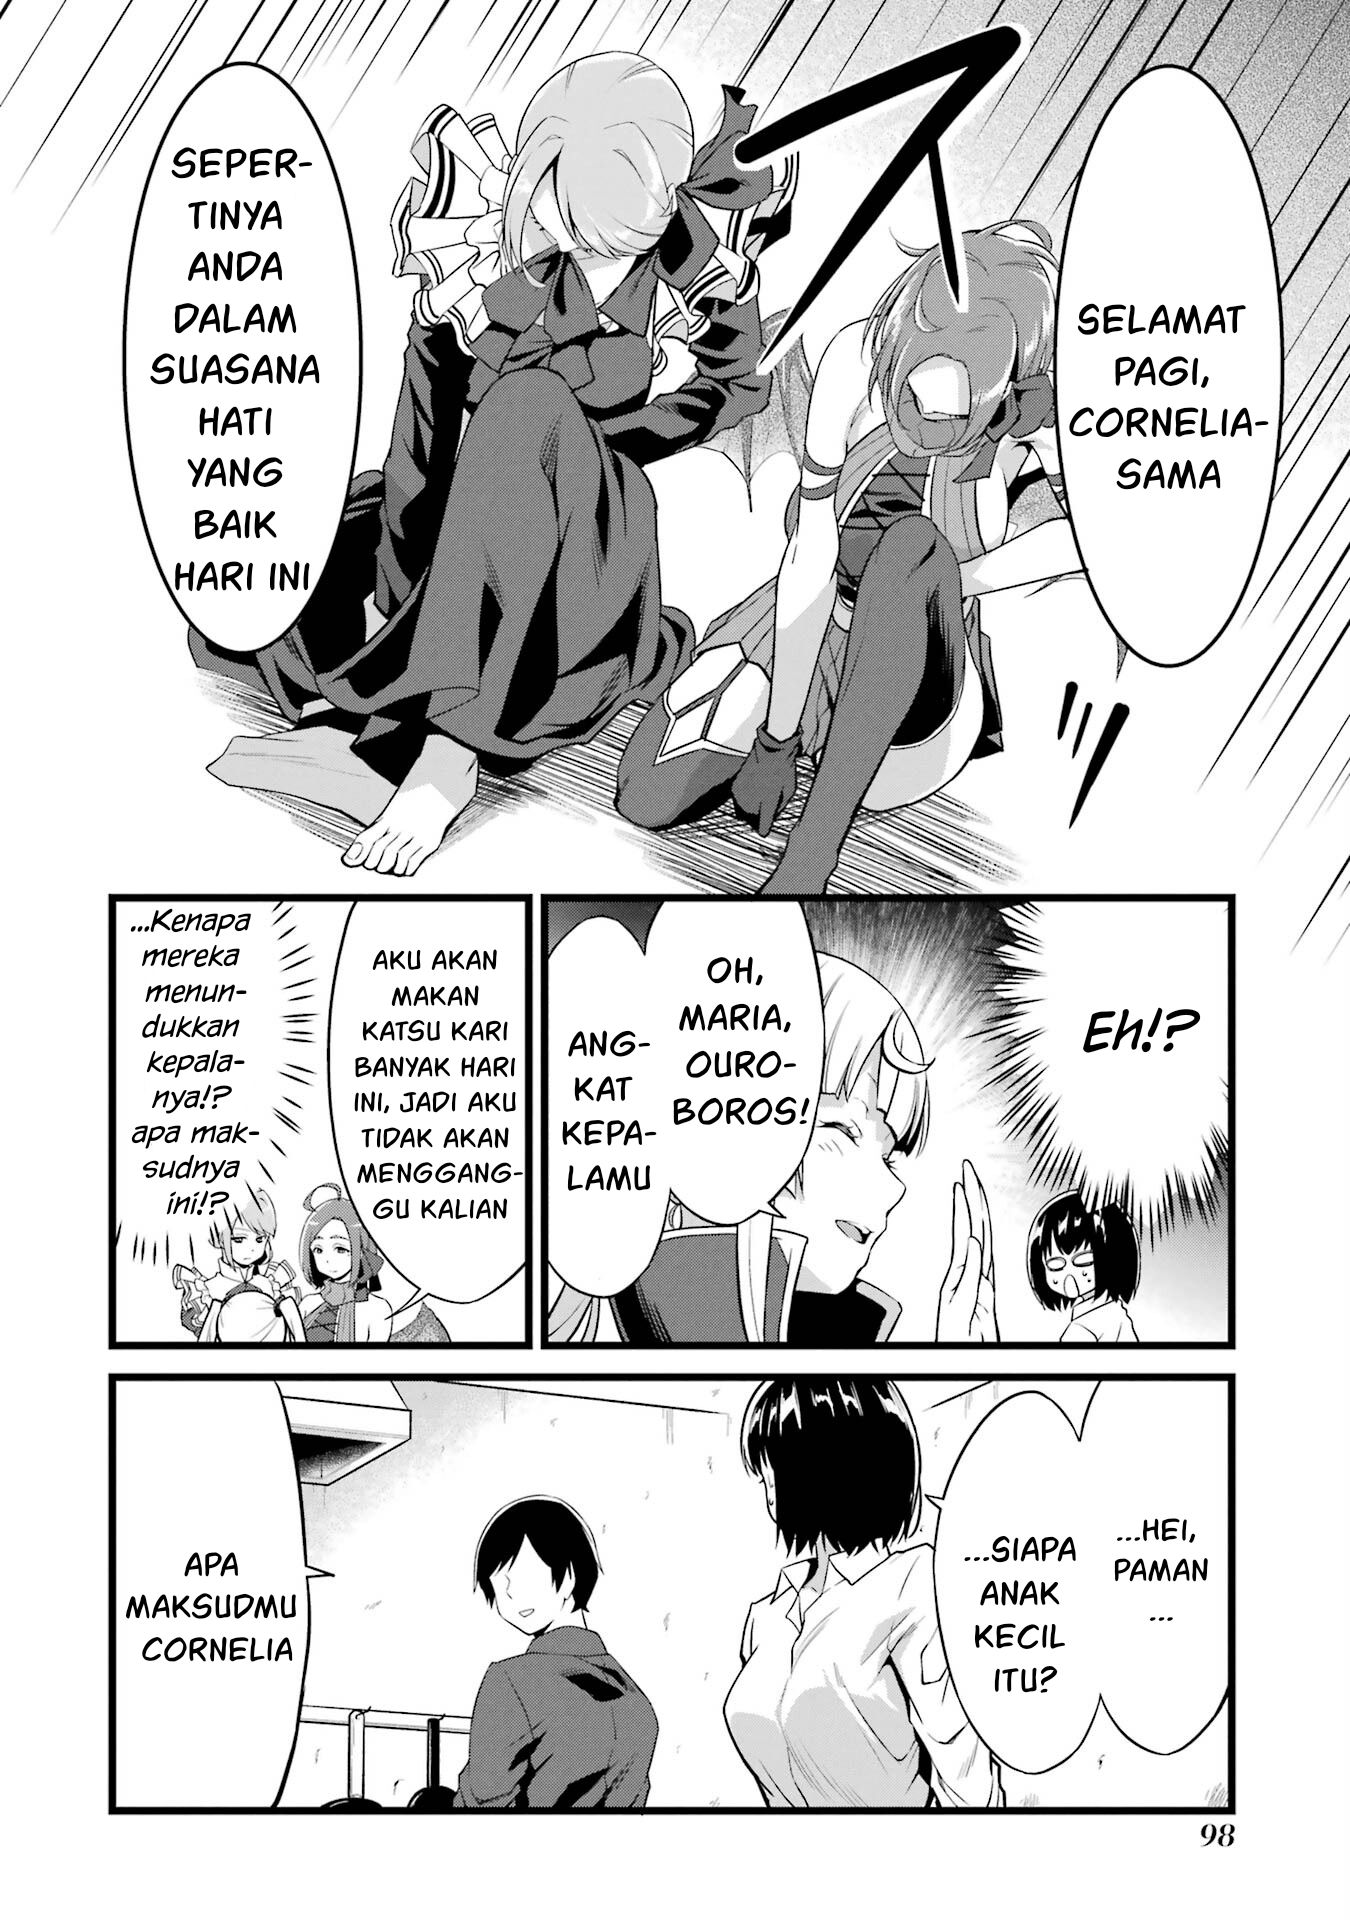 SELAMAT
PAGI,
CORNELIA-
SAMA
SEPER-
TINYA
ANDA
DALAM
SUASANA
HATI
YANG
BAIK
HARI INI
Eh!?
OH,
MARIA,
OURO-
BOROS!
ANG-
KAT
KEPA-
LAMU
AKU AKAN
MAKAN
KATSU KARI
BANYAK HARI
INI, JADI AKU
TIDAK AKAN
MENGGANG-
GU KALIAN
...Kenapa
mereka
menun-
dukkan
kepala-
nya!?
apa mak-
sudnya
ini!?
...HEI,
PAMAN
...
...SIAPA
ANAK
KECIL
ITU?
APA
MAKSUDMU
CORNELIA
98